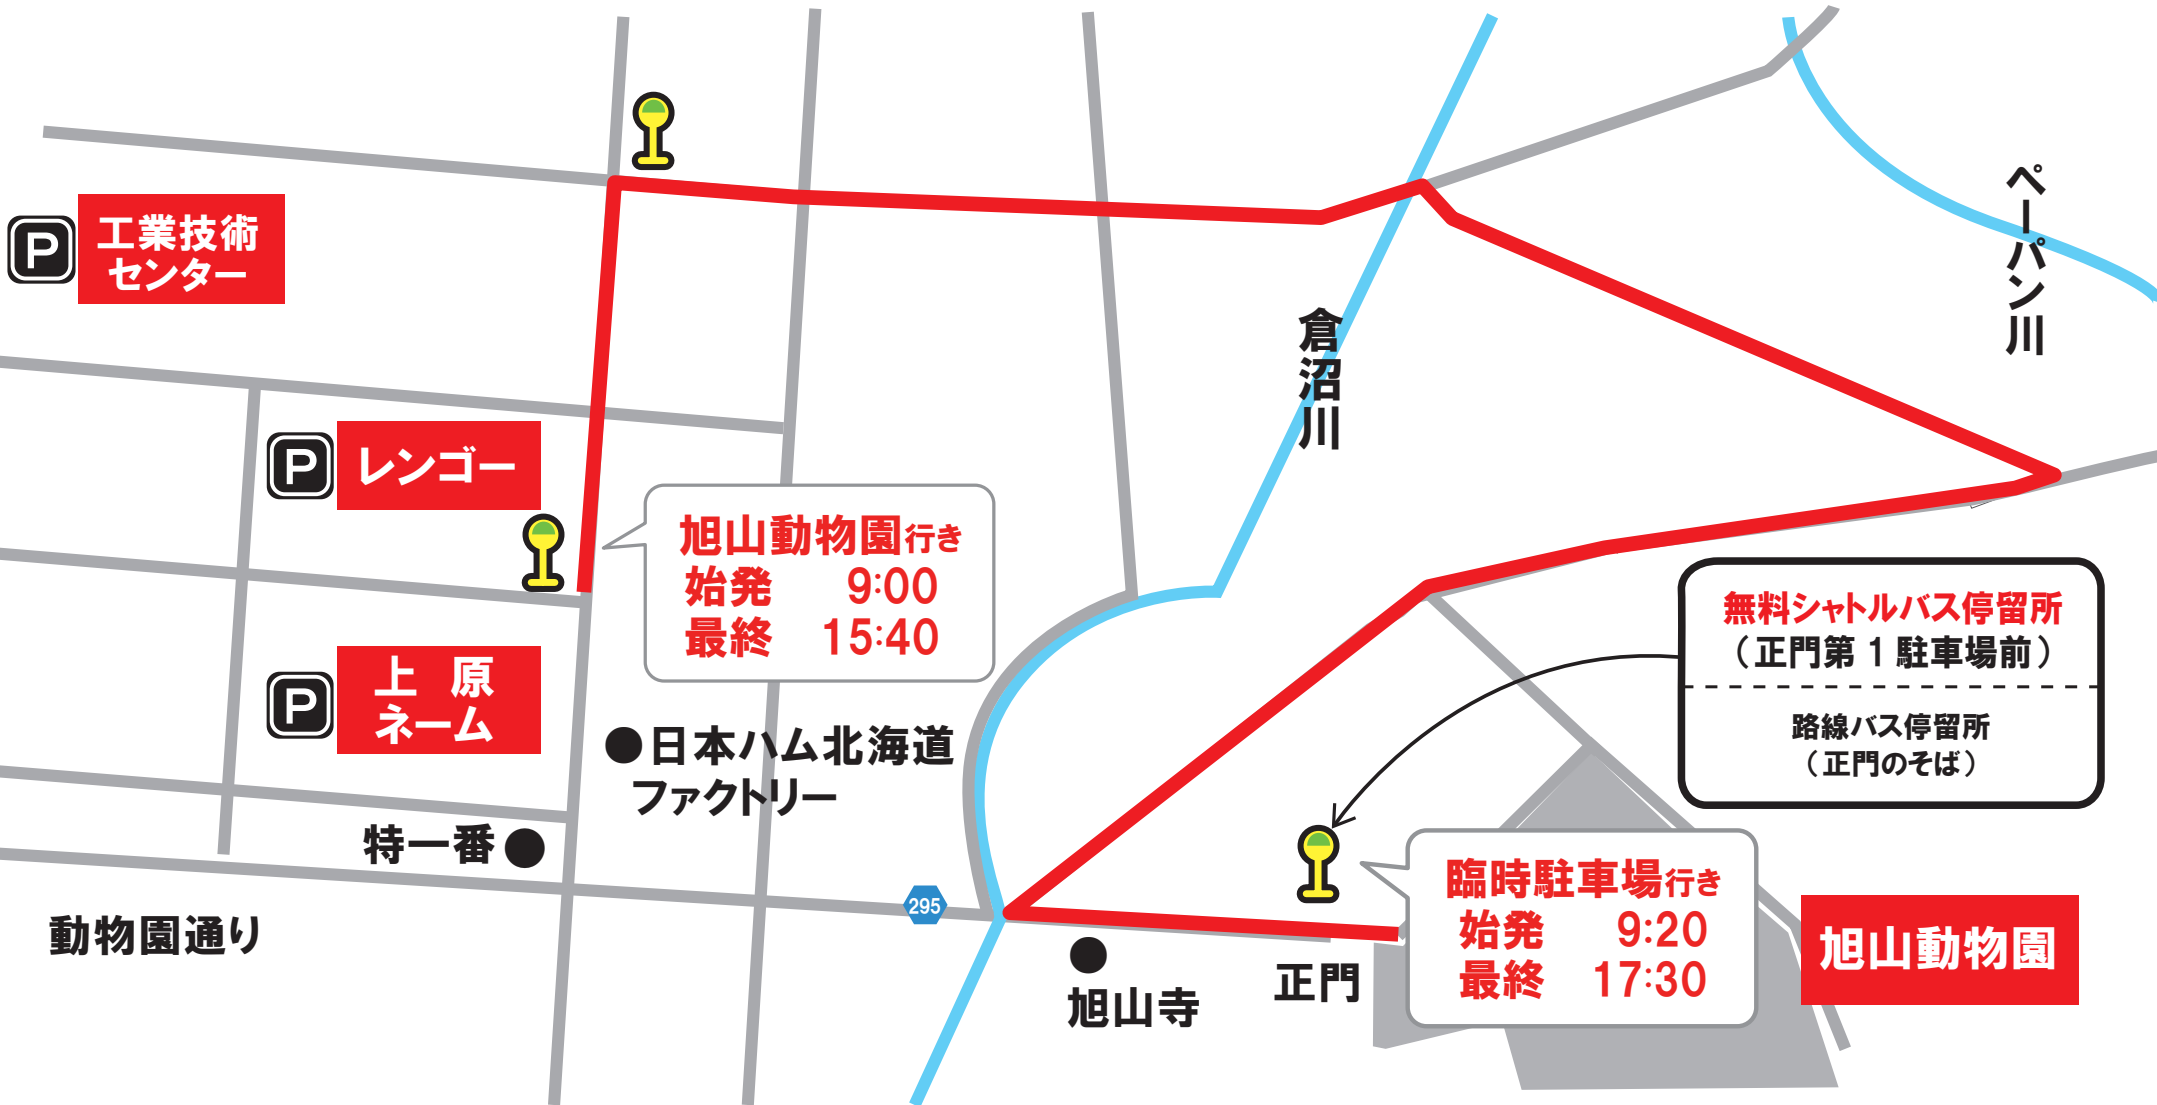 P
工業技術
センター
P
レンゴー
P
上 原
ネーム
旭山動物園行き
始発 9:00
最終 15:40
日本ハム北海道
ファクトリー
特一番
動物園通り
295
倉沼川
ペーパン川
無料シャトルバス停留所
（正門第1駐車場前）
路線バス停留所
（正門のそば）
臨時駐車場行き
始発 9:20
最終 17:30
旭山動物園
正門
旭山寺